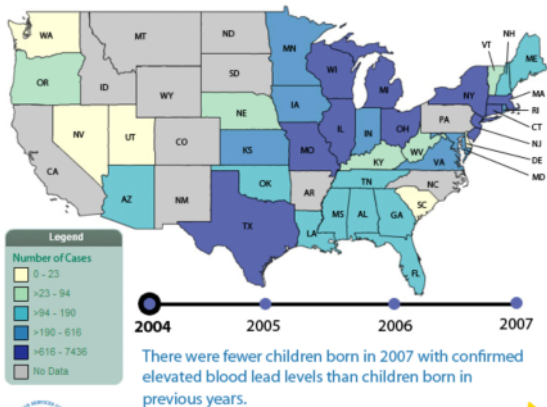 WA
MT
ND
MN
VT
NH
ME
OR
ID
SD
WI
MI
NY
MA
RI
CT
NJ
DE
MD
WY
NE
IA
IL
IN
OH
PA
NV
UT
CO
KS
MO
KY
WV
VA
CA
AZ
NM
OK
AR
TN
NC
SC
TX
LA
MS
AL
GA
FL
Legend
Number of Cases
0 - 23
>23 - 94
>94 - 190
>190 - 616
>616 - 7436
No Data
2004 2005 2006 2007
There were fewer children born in 2007 with confirmed
elevated blood lead levels than children born in
previous years.